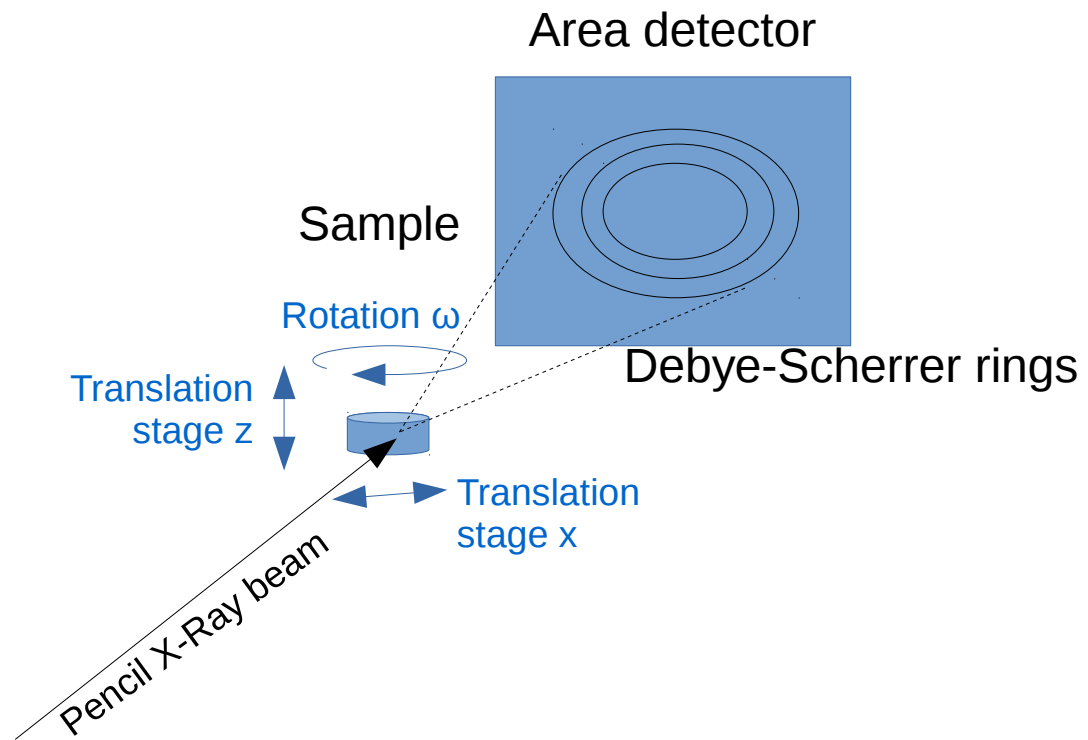 Area detector
Sample
Rotation ω
Translation
stage z
Debye-Scherrer rings
Translation
stage x
Pencil X-Ray beam